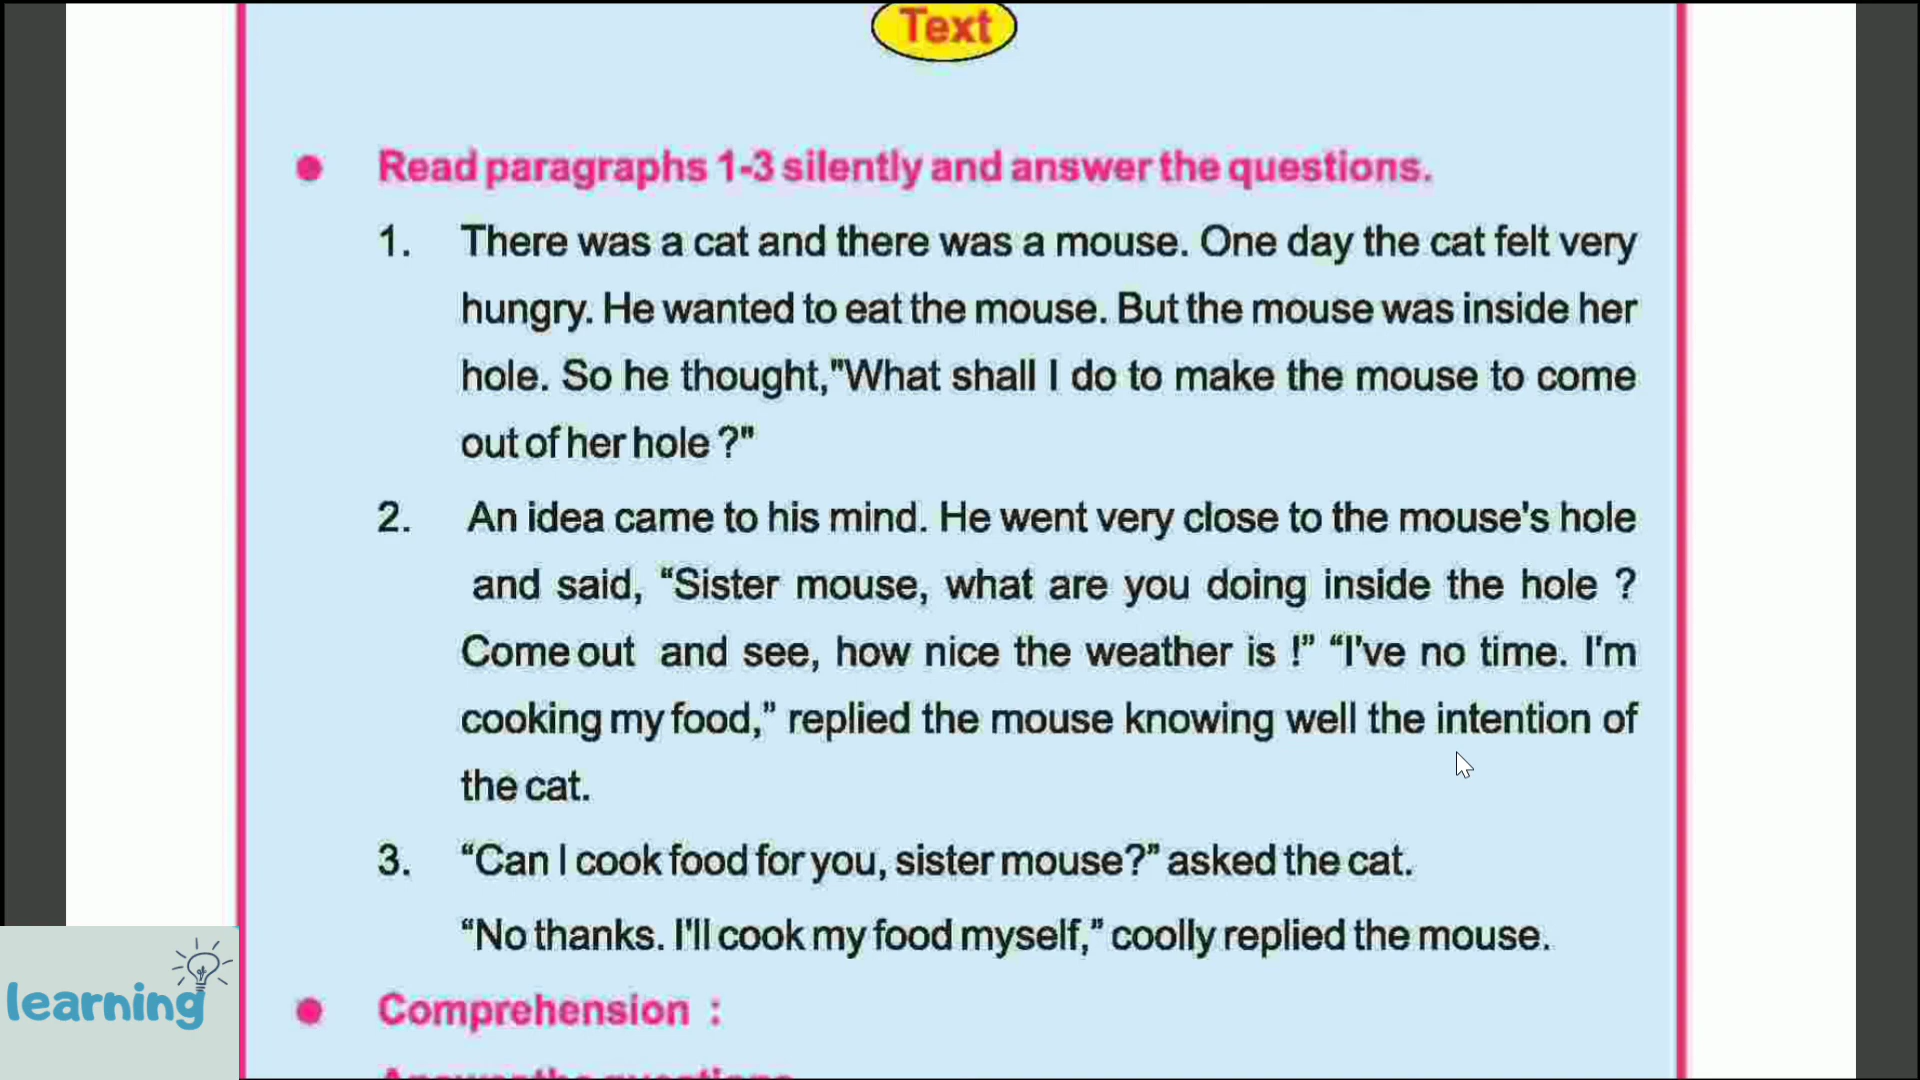 Text
Read paragraphs 1-3 silently and answer the questions.
1. There was a cat and there was a mouse. One day the cat felt very
hungry. He wanted to eat the mouse. But the mouse was inside her
hole. So he thought,"What shall I do to make the mouse to come
out of her hole ?"
2. An idea came to his mind. He went very close to the mouse's hole
and said, “Sister mouse, what are you doing inside the hole ?
Come out and see, how nice the weather is !” “I've no time. I'm
cooking my food,” replied the mouse knowing well the intention of
the cat.
3. “Can I cook food for you, sister mouse?” asked the cat.
“No thanks. I'll cook my food myself,” coolly replied the mouse.
learning
Comprehension :
Answer the questions